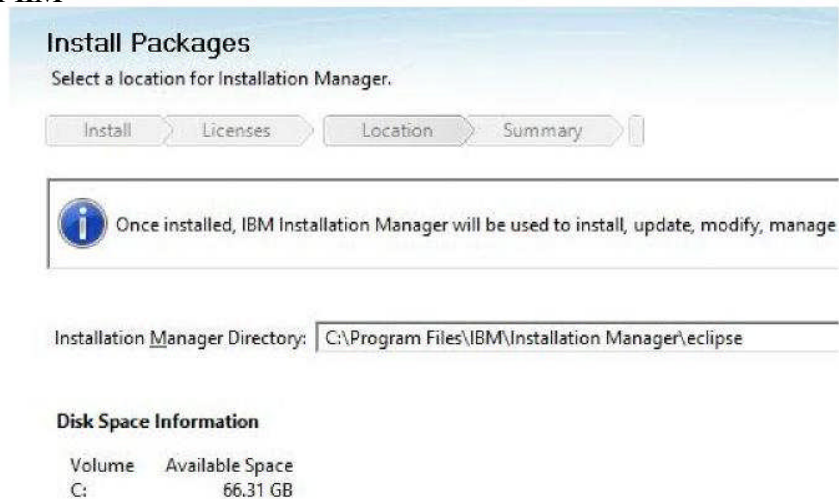 Install Packages
Select a location for Installation Manager.
Install Licenses Location Summary
Once installed, IBM Installation Manager will be used to install, update, modify, manage
Installation Manager Directory: C:\Program Files\IBM\Installation Manager\eclipse
Disk Space Information
Volume Available Space
C: 66.31 GB